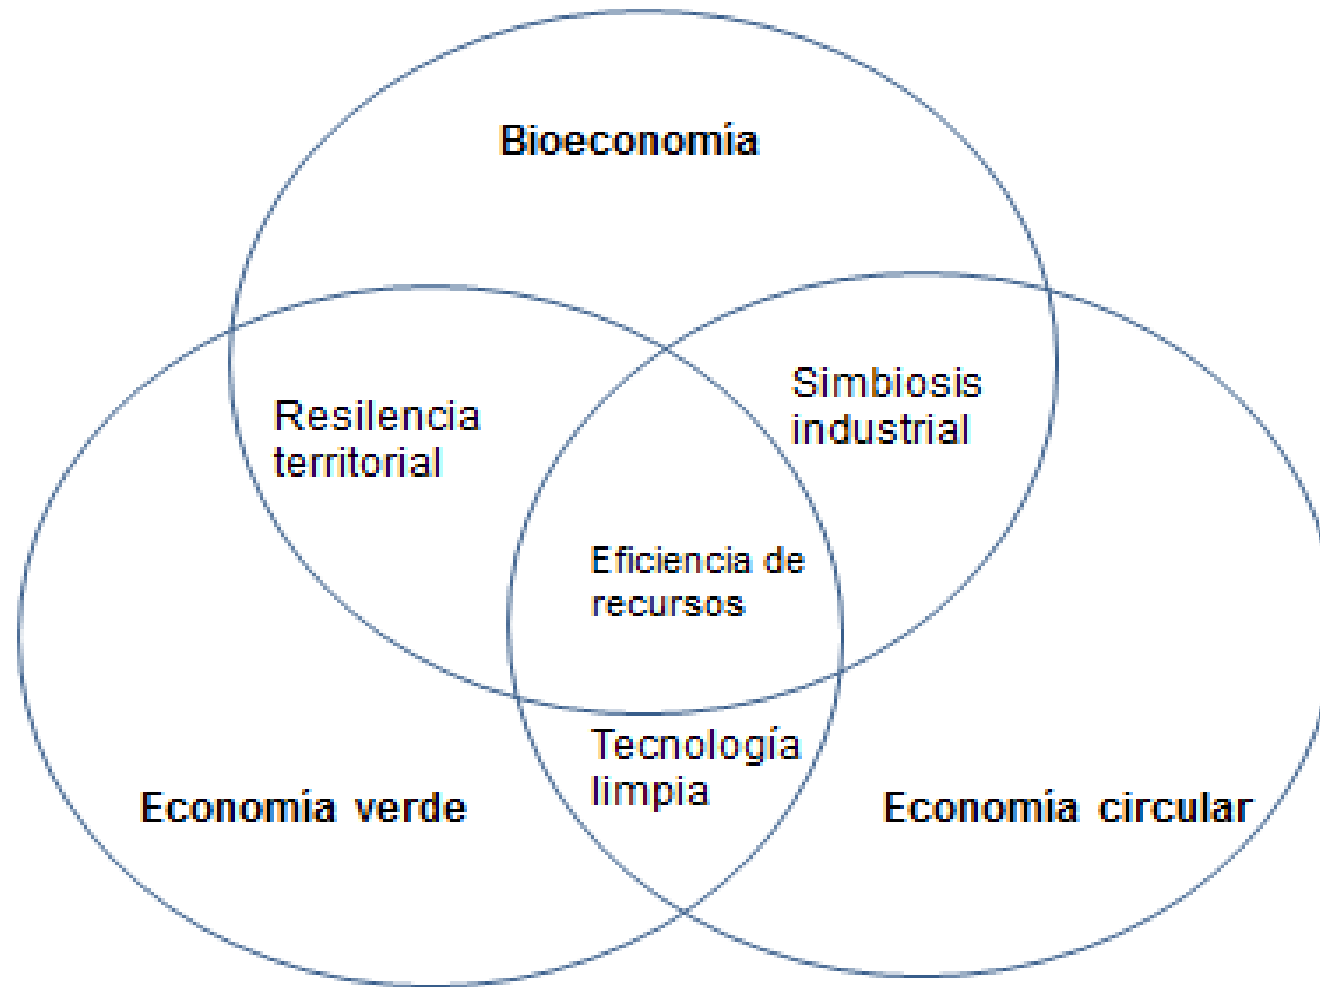 Bioeconomía
Resilencia
territorial
Simbiosis
industrial
Eficiencia de
recursos
Tecnología
limpia
Economía verde
Economía circular